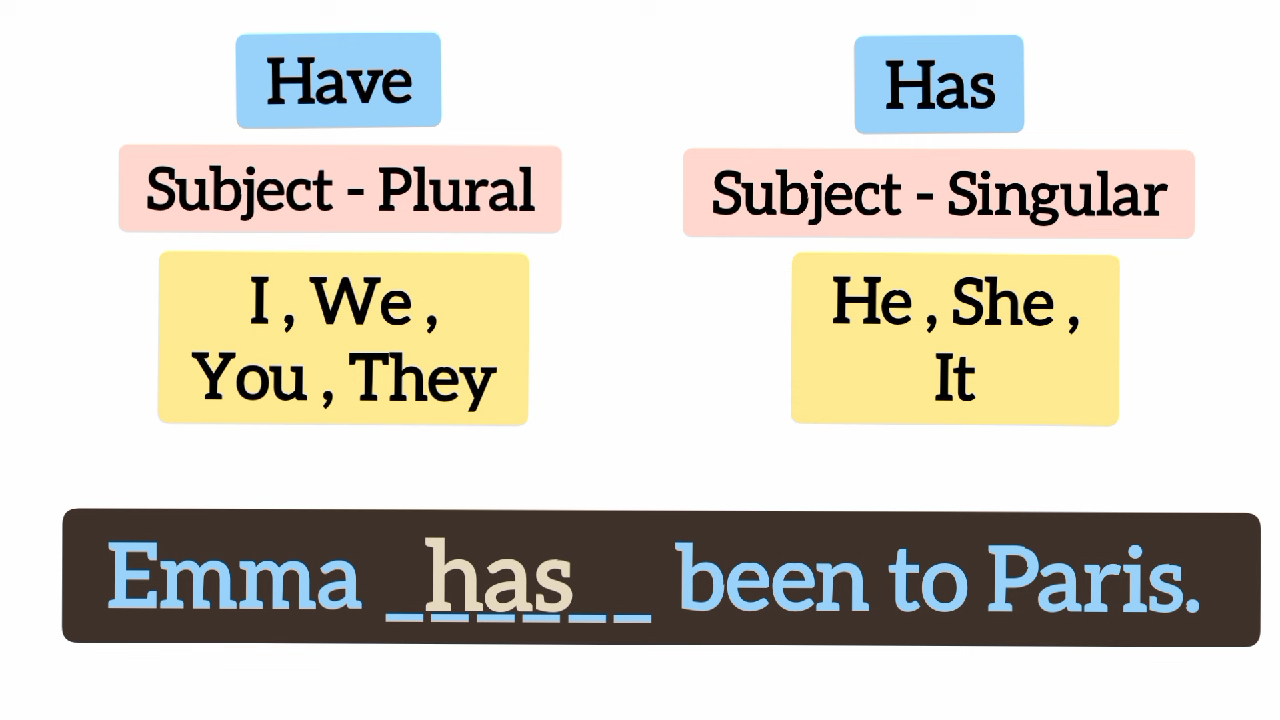 Have
Subject - Plural
I , We ,
You , They
Has
Subject - Singular
He , She ,
It
Emma _has__ been to Paris.